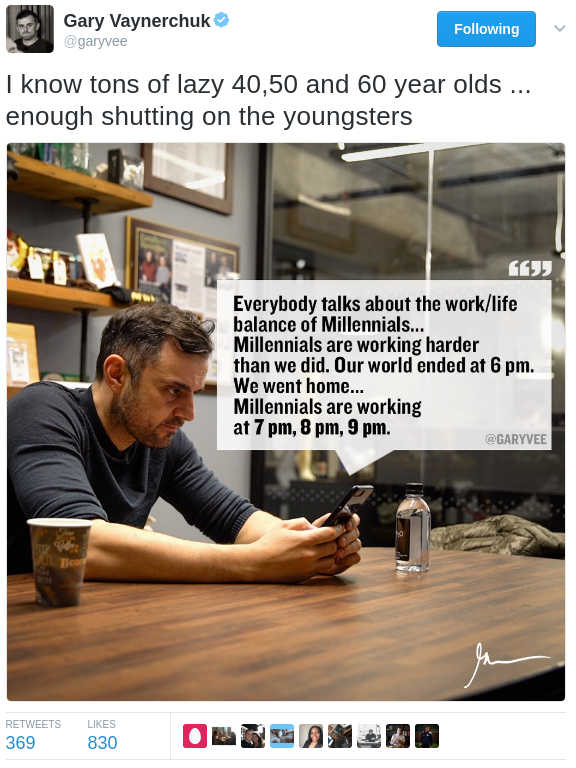 Gary Vaynerchuk
@garyvee
Following
I know tons of lazy 40,50 and 60 year olds ...
enough shutting on the youngsters
Everybody talks about the work/life
balance of Millennials...
Millennials are working harder
than we did. Our world ended at 6 pm.
We went home...
Millennials are working
at 7 pm, 8 pm, 9 pm.
@GARYVEE
RETWEETS
LIKES
369
830